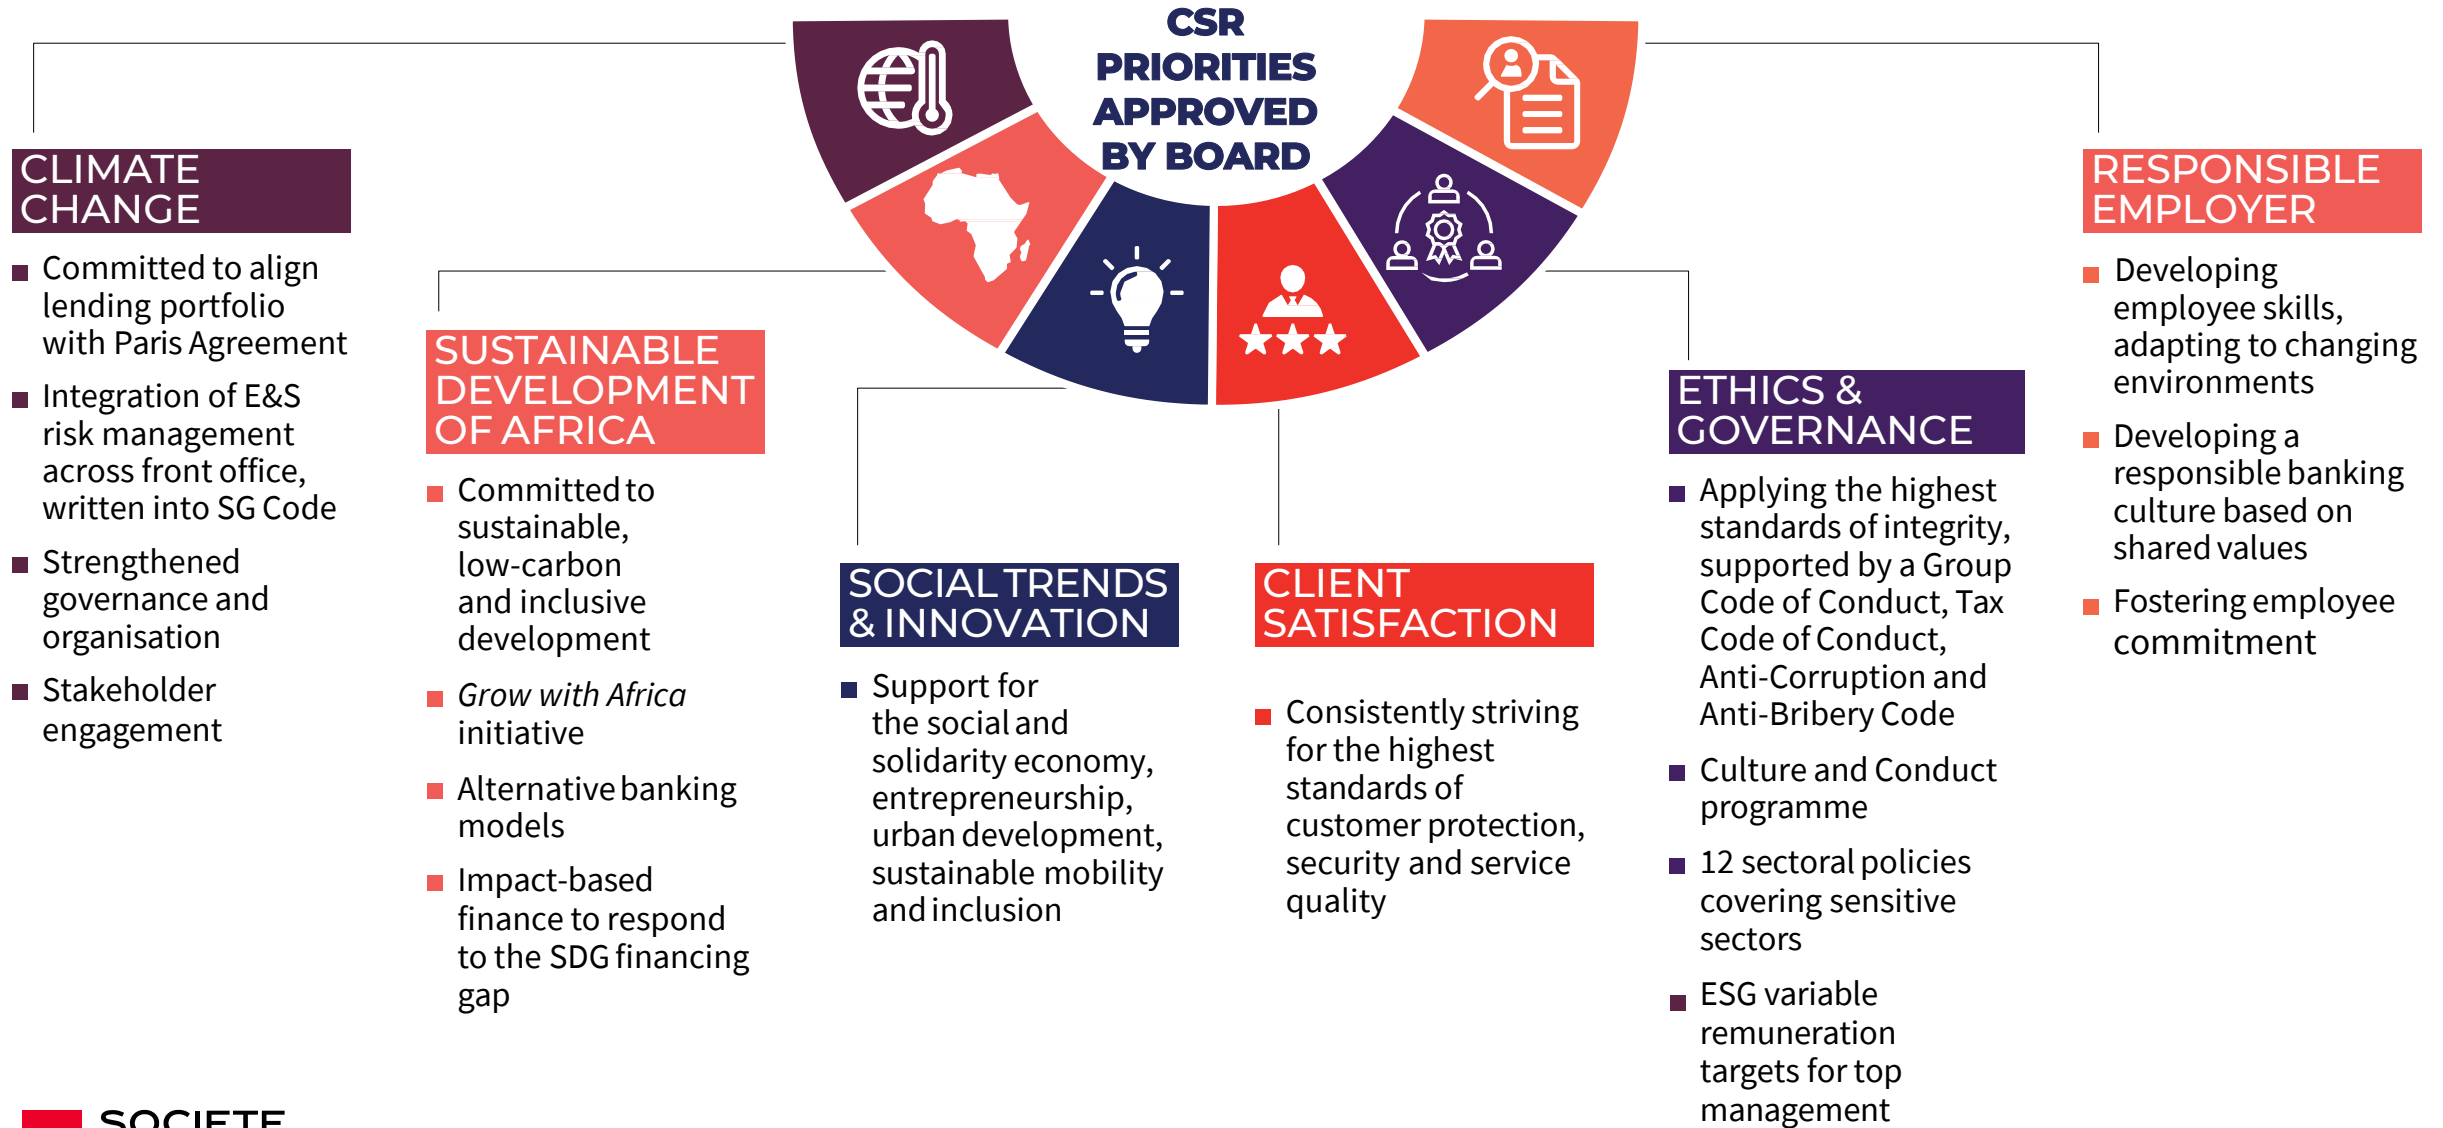 CSR
PRIORITIES
APPROVED
BY BOARD
CLIMATE
CHANGE
Committed to align
lending portfolio
with Paris Agreement
Integration of E&S
risk management
across front office,
written into SG Code
Strengthened
governance and
organisation
Stakeholder
engagement
SUSTAINABLE
DEVELOPMENT
OF AFRICA
Committed to
sustainable,
low-carbon
and inclusive
development
Grow with Africa
initiative
Alternative banking
models
Impact-based
finance to respond
to the SDG financing
gap
SOCIAL TRENDS
& INNOVATION
Support for
the social and
solidarity economy,
entrepreneurship,
urban development,
sustainable mobility
and inclusion
CLIENT
SATISFACTION
Consistently striving
for the highest
standards of
customer protection,
security and service
quality
ETHICS &
GOVERNANCE
Applying the highest
standards of integrity,
supported by a Group
Code of Conduct, Tax
Code of Conduct,
Anti-Corruption and
Anti-Bribery Code
Culture and Conduct
programme
12 sectoral policies
covering sensitive
sectors
ESG variable
remuneration
targets for top
management
RESPONSIBLE
EMPLOYER
Developing
employee skills,
adapting to changing
environments
Developing a
responsible banking
culture based on
shared values
Fostering employee
commitment
SOCIETE